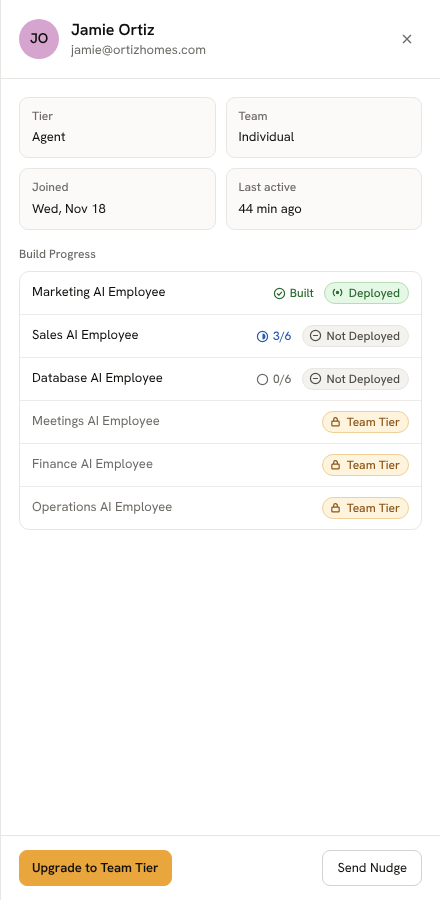 JO
Jamie Ortiz
jamie@ortizhomes.com
Tier
Agent
Team
Individual
Joined
Wed, Nov 18
Last active
44 min ago
Build Progress
Marketing AI Employee Built Deployed
Sales AI Employee 3/6 Not Deployed
Database AI Employee 0/6 Not Deployed
Meetings AI Employee Team Tier
Finance AI Employee Team Tier
Operations AI Employee Team Tier
Upgrade to Team Tier Send Nudge